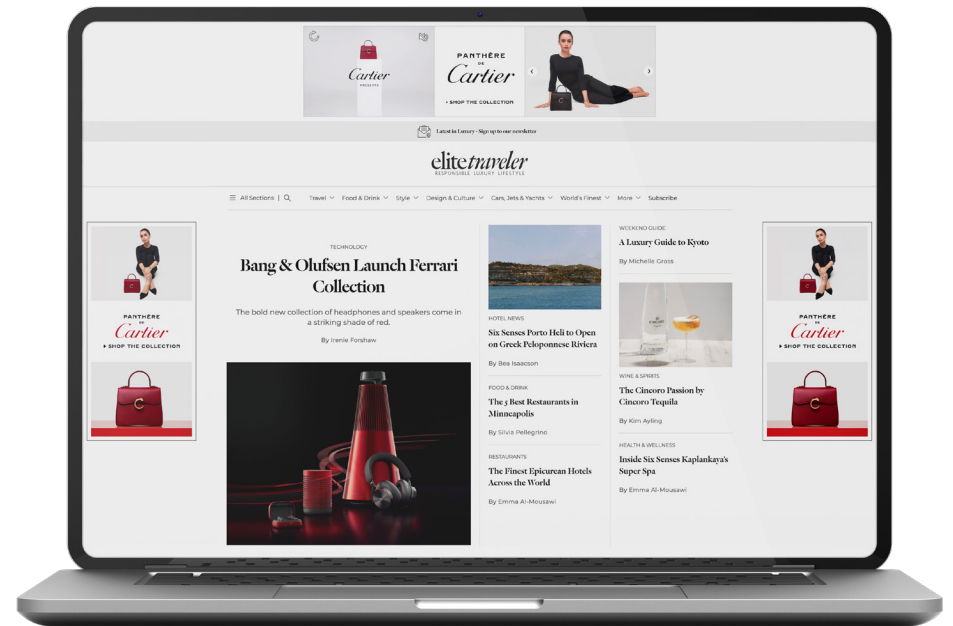 Cartier
PRESENTS
PANTHÈRE
DE
Cartier
SHOP THE COLLECTION
Latest in Luxury - Sign up to our newsletter
elitetraveler
RESPONSIBLE LUXURY LIFESTYLE
All Sections |
Travel
Food & Drink
Style
Design & Culture
Cars, Jets & Yachts
World's Finest
More
Subscribe
PANTHÈRE
DE
Cartier
SHOP THE COLLECTION
TECHNOLOGY
Bang & Olufsen Launch Ferrari
Collection
The bold new collection of headphones and speakers come in
a striking shade of red.
By Irenie Forshaw
HOTEL NEWS
Six Senses Porto Heli to Open
on Greek Peloponnese Riviera
By Bea Isaacson
FOOD & DRINK
The 5 Best Restaurants in
Minneapolis
By Silvia Pellegrino
RESTAURANTS
The Finest Epicurean Hotels
Across the World
By Emma Al-Mousawi
WEEKEND GUIDE
A Luxury Guide to Kyoto
By Michelle Gross
WINE & SPIRITS
The Cincoro Passion by
Cincoro Tequila
By Kim Ayling
HEALTH & WELLNESS
Inside Six Senses Kaplankaya's
Super Spa
By Emma Al-Mousawi
PANTHÈRE
DE
Cartier
SHOP THE COLLECTION